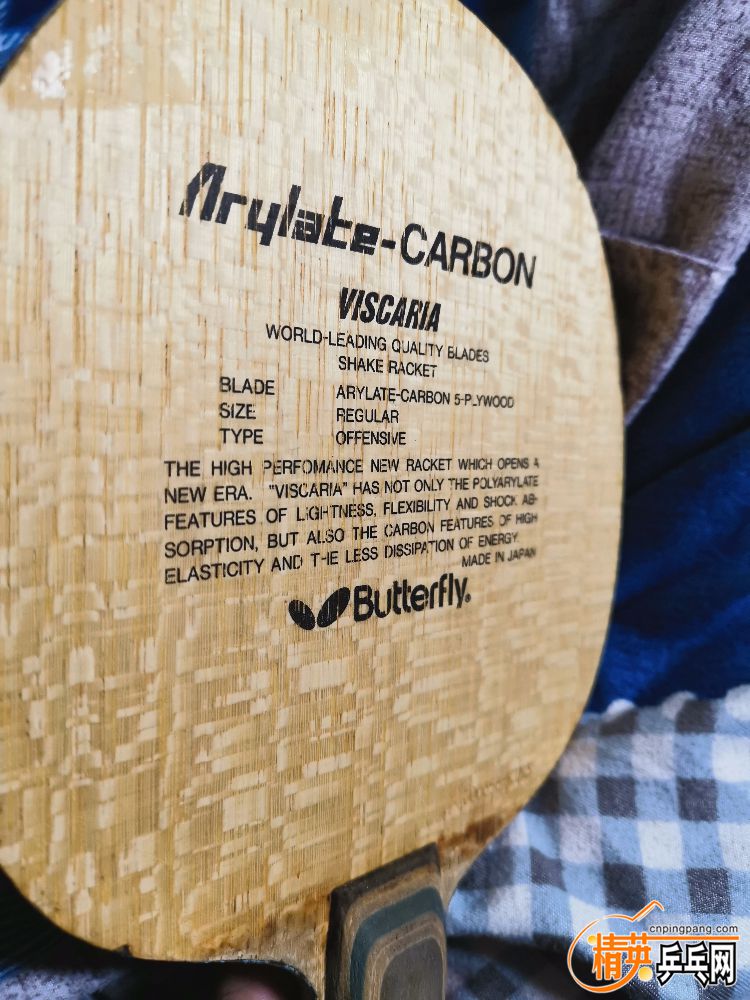 Arylate-CARBON
VISCARIA
WORLD-LEADING QUALITY BLADES
SHAKE RACKET
BLADE ARYLATE-CARBON 5-PLYWOOD
SIZE REGULAR
TYPE OFFENSIVE
THE HIGH PERFOMANCE NEW RACKET WHICH OPENS A
NEW ERA. "VISCARIA" HAS NOT ONLY THE POLYARYLATE
FEATURES OF LIGHTNESS, FLEXIBILITY AND SHOCK AB-
SORPTION, BUT ALSO THE CARBON FEATURES OF HIGH
ELASTICITY AND THE LESS DISSIPATION OF ENERGY.
MADE IN JAPAN
Butterfly®
cnpingpang.com
精英乒乓网